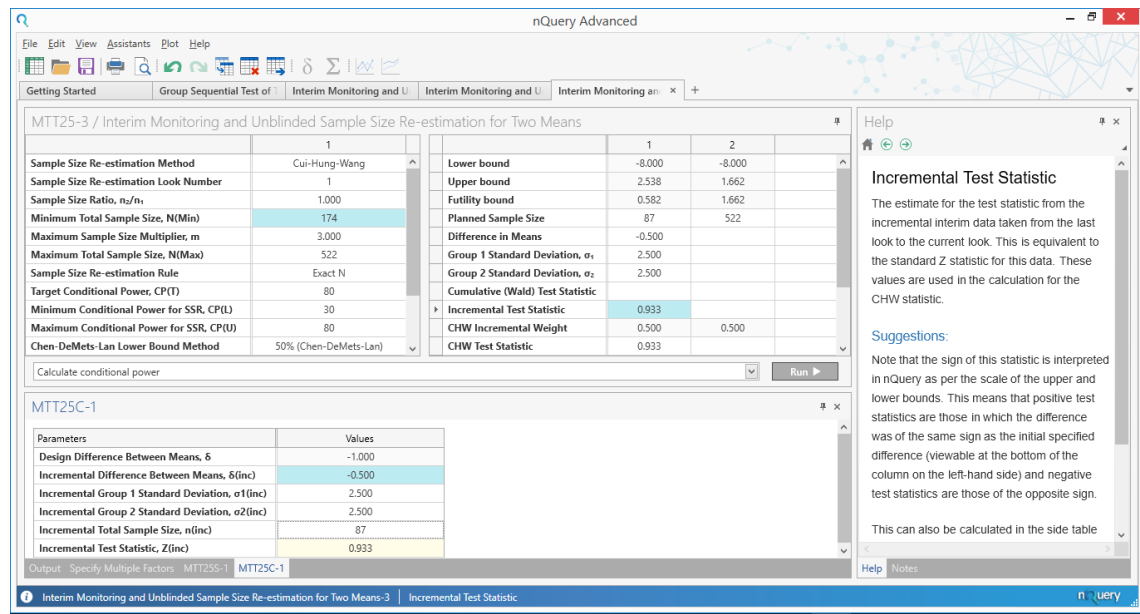 nQuery Advanced
File Edit View Assistants Plot Help
Getting Started Group Sequential Test of Interim Monitoring and U Interim Monitoring and U Interim Monitoring an × +
MTT25-3 / Interim Monitoring and Unblinded Sample Size Re-estimation for Two Means
1
Sample Size Re-estimation Method Cui-Hung-Wang
Sample Size Re-estimation Look Number 1
Sample Size Ratio, n₂/n₁ 1.000
Minimum Total Sample Size, N(Min) 174
Maximum Sample Size Multiplier, m 3.000
Maximum Total Sample Size, N(Max) 522
Sample Size Re-estimation Rule Exact N
Target Conditional Power, CP(T) 80
Minimum Conditional Power for SSR, CP(L) 30
Maximum Conditional Power for SSR, CP(U) 80
Chen-DeMets-Lan Lower Bound Method 50% (Chen-DeMets-Lan)
1 2
Lower bound -8.000 -8.000
Upper bound 2.538 1.662
Futility bound 0.582 1.662
Planned Sample Size 87 522
Difference in Means -0.500
Group 1 Standard Deviation, σ₁ 2.500
Group 2 Standard Deviation, σ₂ 2.500
Cumulative (Wald) Test Statistic
Incremental Test Statistic 0.933
CHW Incremental Weight 0.500 0.500
CHW Test Statistic 0.933
Calculate conditional power Run
MTT25C-1
Parameters Values
Design Difference Between Means, δ -1.000
Incremental Difference Between Means, δ(inc) -0.500
Incremental Group 1 Standard Deviation, σ1(inc) 2.500
Incremental Group 2 Standard Deviation, σ2(inc) 2.500
Incremental Total Sample Size, n(inc) 87
Incremental Test Statistic, Z(inc) 0.933
Output Specify Multiple Factors MTT25S-1 MTT25C-1
Help
Incremental Test Statistic
The estimate for the test statistic from the
incremental interim data taken from the last
look to the current look. This is equivalent to
the standard Z statistic for this data. These
values are used in the calculation for the
CHW statistic.
Suggestions:
Note that the sign of this statistic is interpreted
in nQuery as per the scale of the upper and
lower bounds. This means that positive test
statistics are those in which the difference
was of the same sign as the initial specified
difference (viewable at the bottom of the
column on the left-hand side) and negative
test statistics are those of the opposite sign.
This can also be calculated in the side table
Help Notes
Interim Monitoring and Unblinded Sample Size Re-estimation for Two Means-3 | Incremental Test Statistic
nQuery